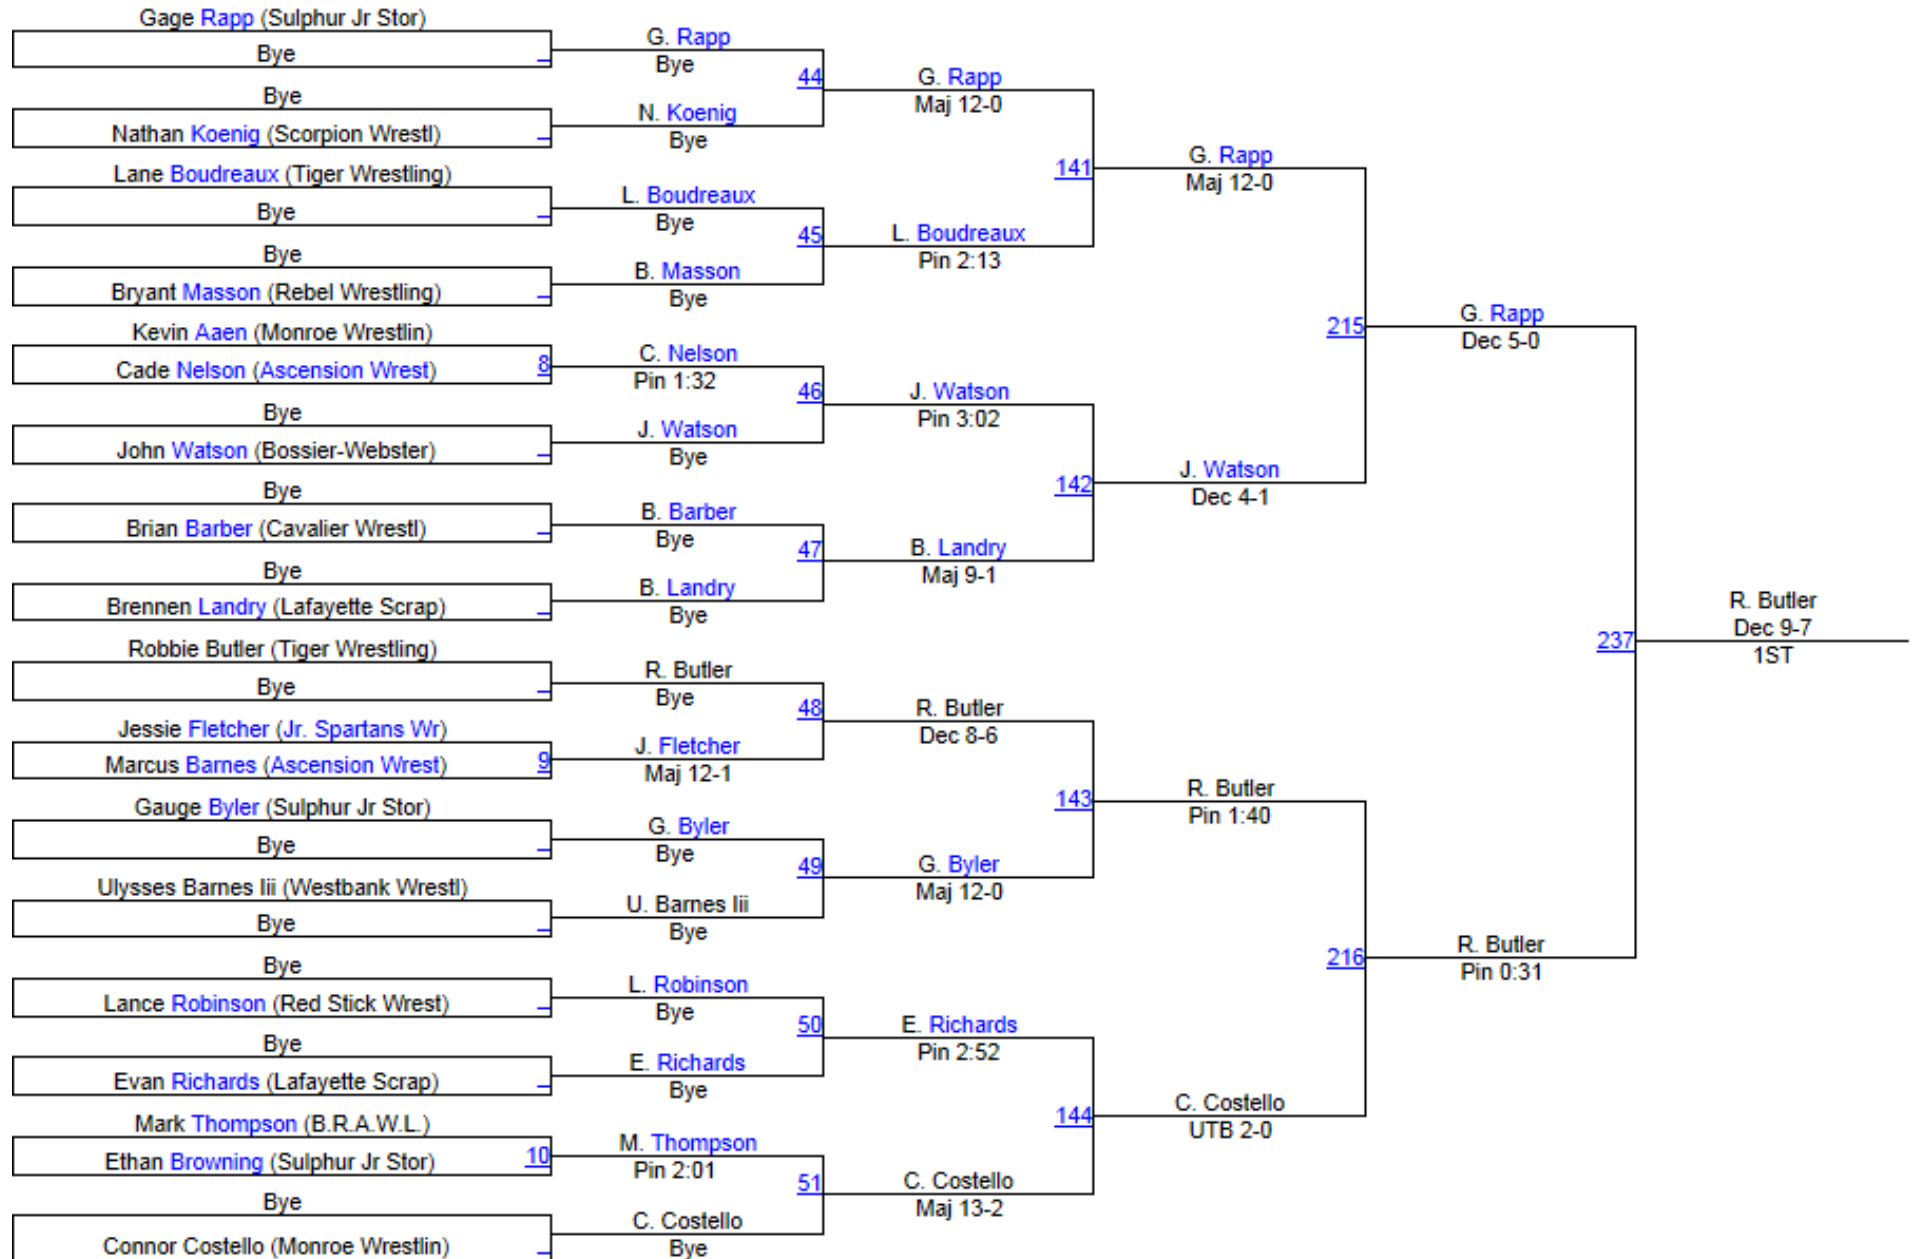 Gage Rapp (Sulphur Jr Stor)
Bye
Bye
Nathan Koenig (Scorpion Wrestl)
Lane Boudreaux (Tiger Wrestling)
Bye
Bye
Bryant Masson (Rebel Wrestling)
Kevin Aaen (Monroe Wrestlin)
Cade Nelson (Ascension Wrest)
8
Bye
John Watson (Bossier-Webster)
Bye
Brian Barber (Cavalier Wrestl)
Bye
Brennen Landry (Lafayette Scrap)
Robbie Butler (Tiger Wrestling)
Bye
Jessie Fletcher (Jr. Spartans Wr)
Marcus Barnes (Ascension Wrest)
9
Gauge Byler (Sulphur Jr Stor)
Bye
Ulysses Barnes Iii (Westbank Wrestl)
Bye
Bye
Lance Robinson (Red Stick Wrest)
Bye
Evan Richards (Lafayette Scrap)
Mark Thompson (B.R.A.W.L.)
Ethan Browning (Sulphur Jr Stor)
10
Bye
Connor Costello (Monroe Wrestlin)
G. Rapp
Bye
44
N. Koenig
Bye
L. Boudreaux
Bye
45
B. Masson
Bye
C. Nelson
Pin 1:32
46
J. Watson
Bye
B. Barber
Bye
47
B. Landry
Bye
R. Butler
Bye
48
J. Fletcher
Maj 12-1
G. Byler
Bye
49
U. Barnes Iii
Bye
L. Robinson
Bye
50
E. Richards
Bye
M. Thompson
Pin 2:01
51
C. Costello
Bye
G. Rapp
Maj 12-0
141
L. Boudreaux
Pin 2:13
J. Watson
Pin 3:02
142
B. Landry
Maj 9-1
R. Butler
Dec 8-6
143
G. Byler
Maj 12-0
E. Richards
Pin 2:52
144
C. Costello
Maj 13-2
G. Rapp
Maj 12-0
215
J. Watson
Dec 4-1
R. Butler
Pin 1:40
216
C. Costello
UTB 2-0
G. Rapp
Dec 5-0
237
R. Butler
Pin 0:31
R. Butler
Dec 9-7
1ST